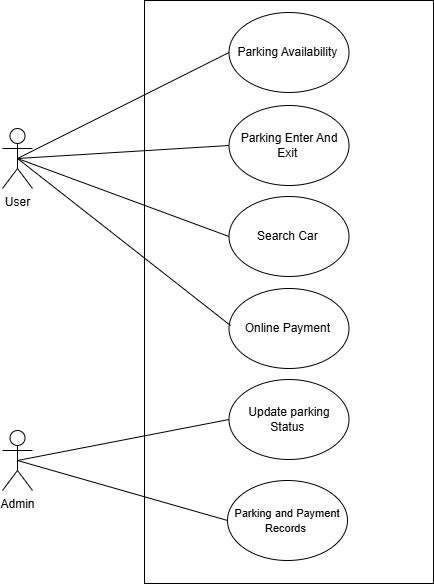 Parking Availability
Parking Enter And
Exit
User
Search Car
Online Payment
Update parking
Status
Admin
Parking and Payment
Records